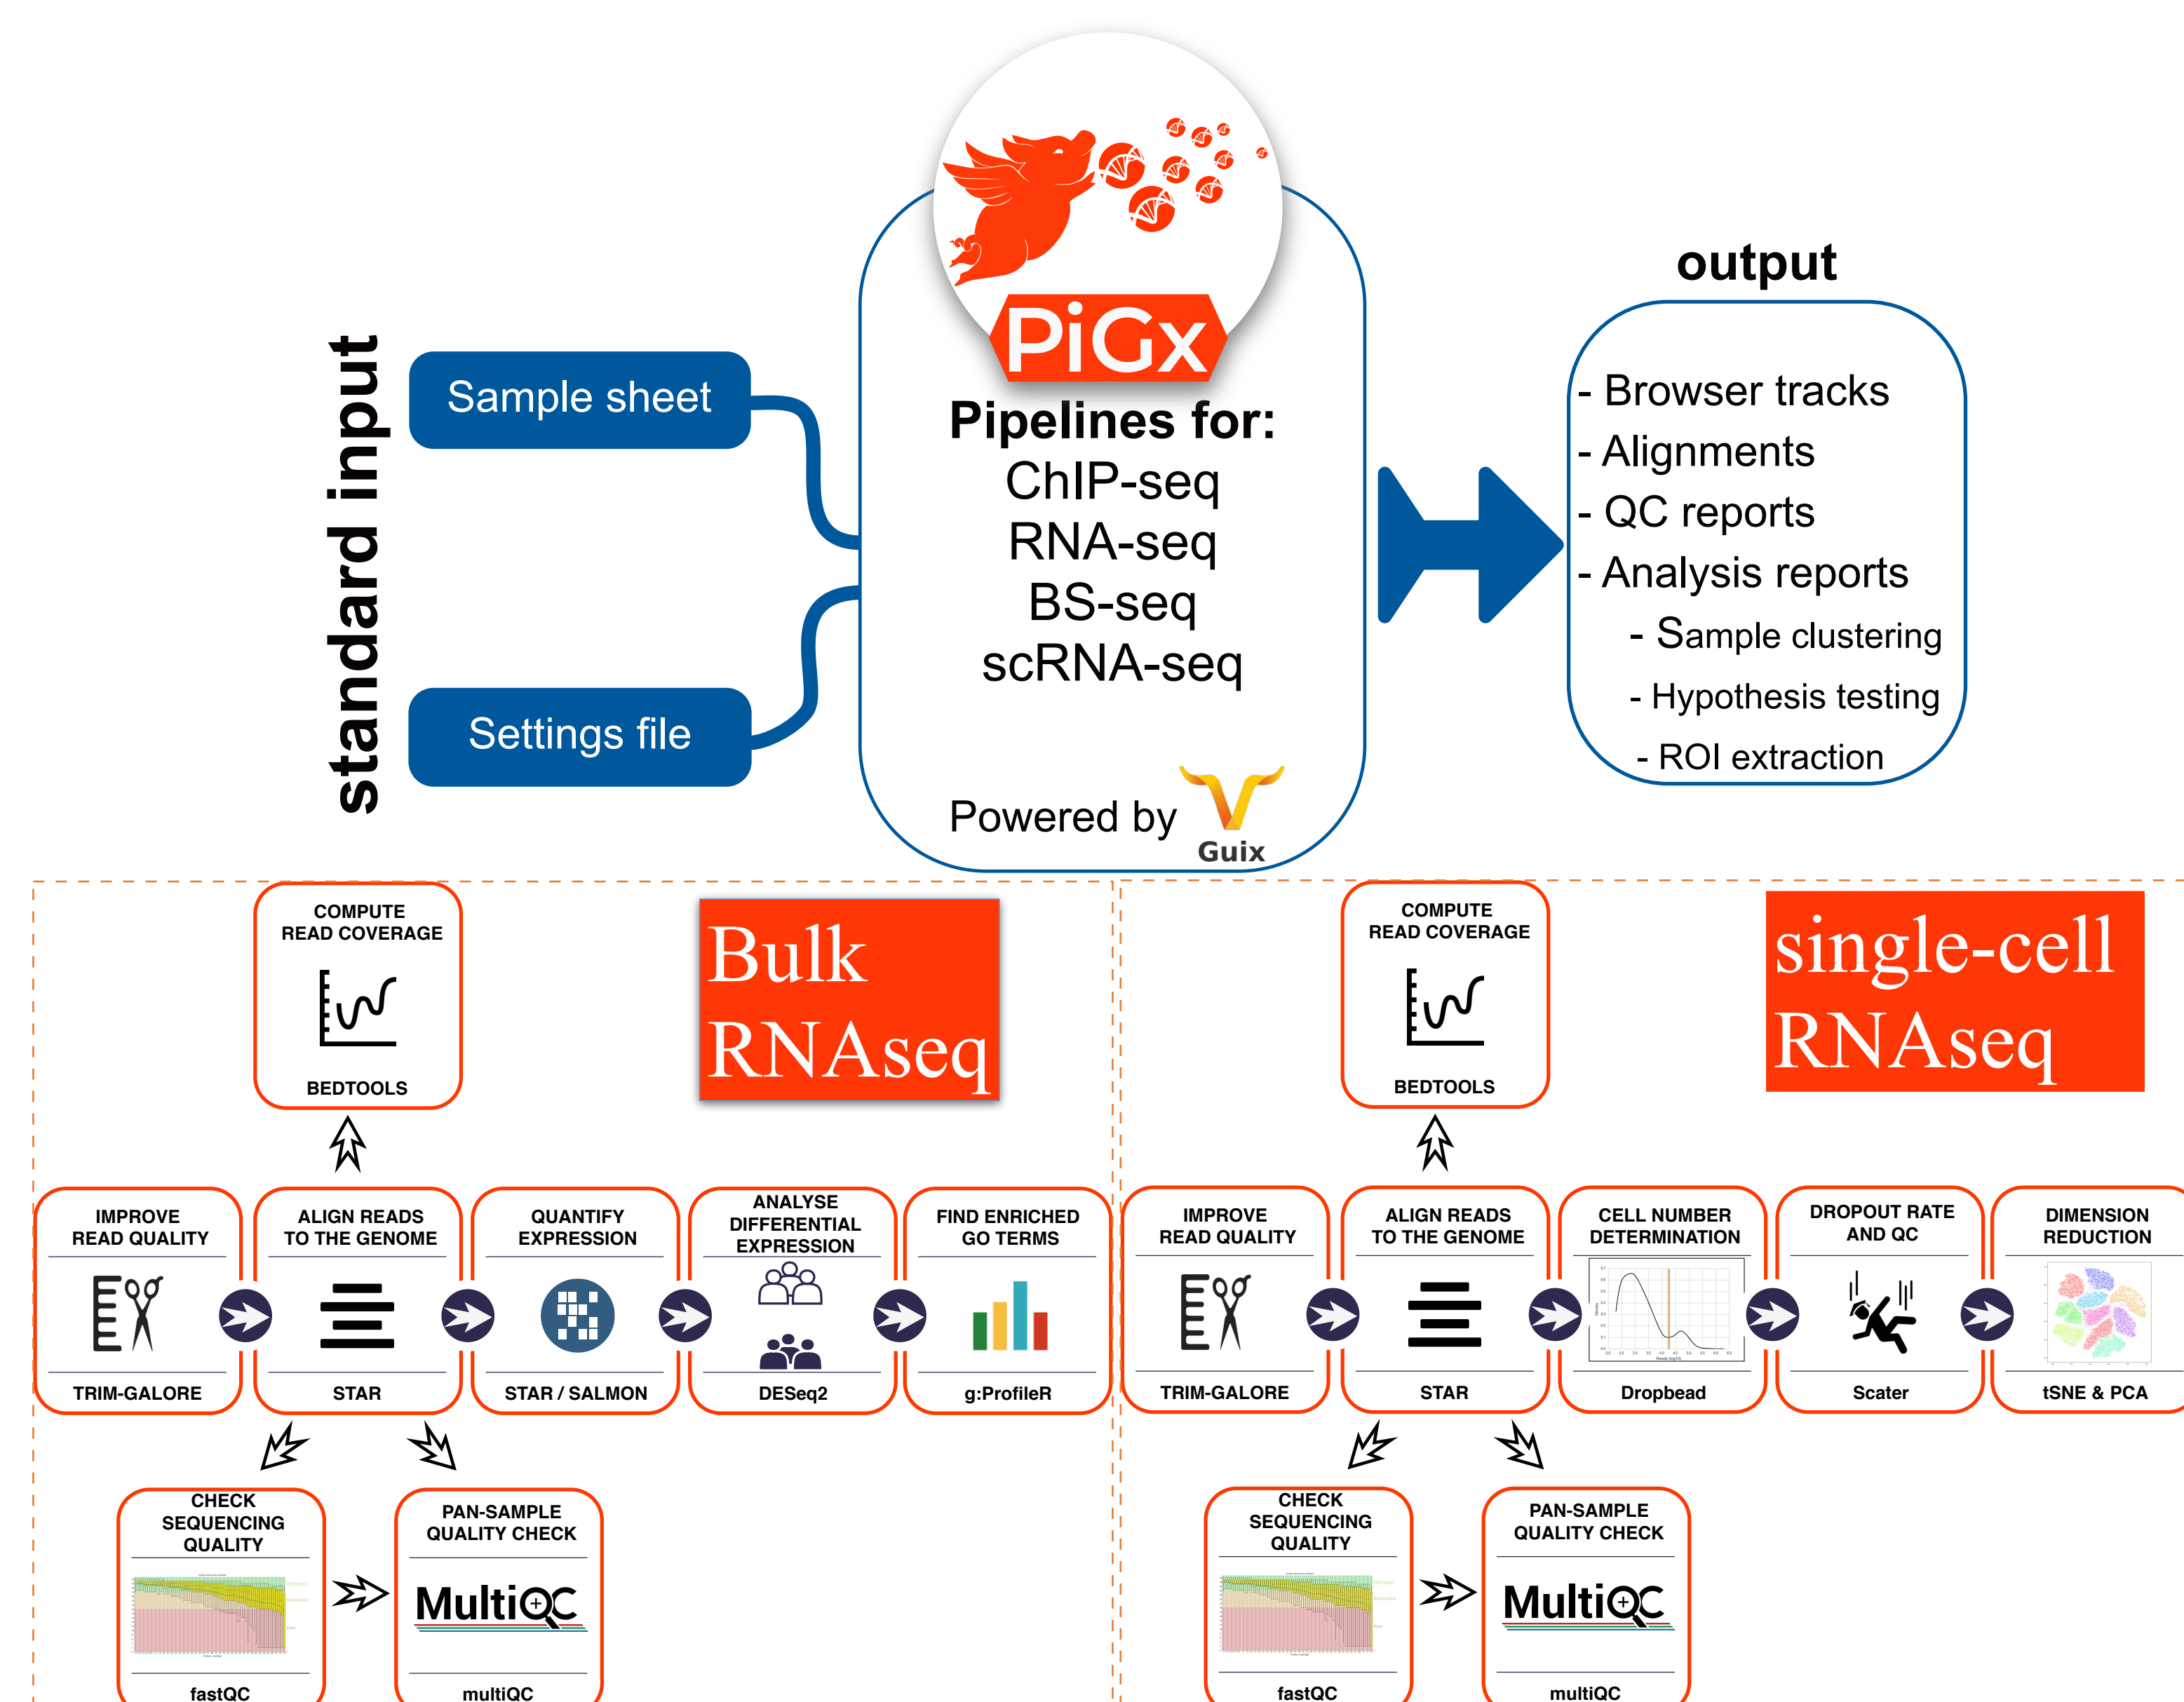 PiGx
standard input
Sample sheet
Settings file
Pipelines for:
ChIP-seq
RNA-seq
BS-seq
scRNA-seq
Powered by
Guix
output
- Browser tracks
- Alignments
- QC reports
- Analysis reports
- Sample clustering
- Hypothesis testing
- ROI extraction
Bulk
RNAseq
COMPUTE
READ COVERAGE
BEDTOOLS
IMPROVE
READ QUALITY
TRIM-GALORE
ALIGN READS
TO THE GENOME
STAR
QUANTIFY
EXPRESSION
STAR / SALMON
ANALYSE
DIFFERENTIAL
EXPRESSION
DESeq2
FIND ENRICHED
GO TERMS
g:ProfileR
CHECK
SEQUENCING
QUALITY
fastQC
PAN-SAMPLE
QUALITY CHECK
MultiQC
multiQC
single-cell
RNAseq
COMPUTE
READ COVERAGE
BEDTOOLS
IMPROVE
READ QUALITY
TRIM-GALORE
ALIGN READS
TO THE GENOME
STAR
CELL NUMBER
DETERMINATION
Dropbead
DROPOUT RATE
AND QC
Scater
DIMENSION
REDUCTION
tSNE & PCA
CHECK
SEQUENCING
QUALITY
fastQC
PAN-SAMPLE
QUALITY CHECK
MultiQC
multiQC